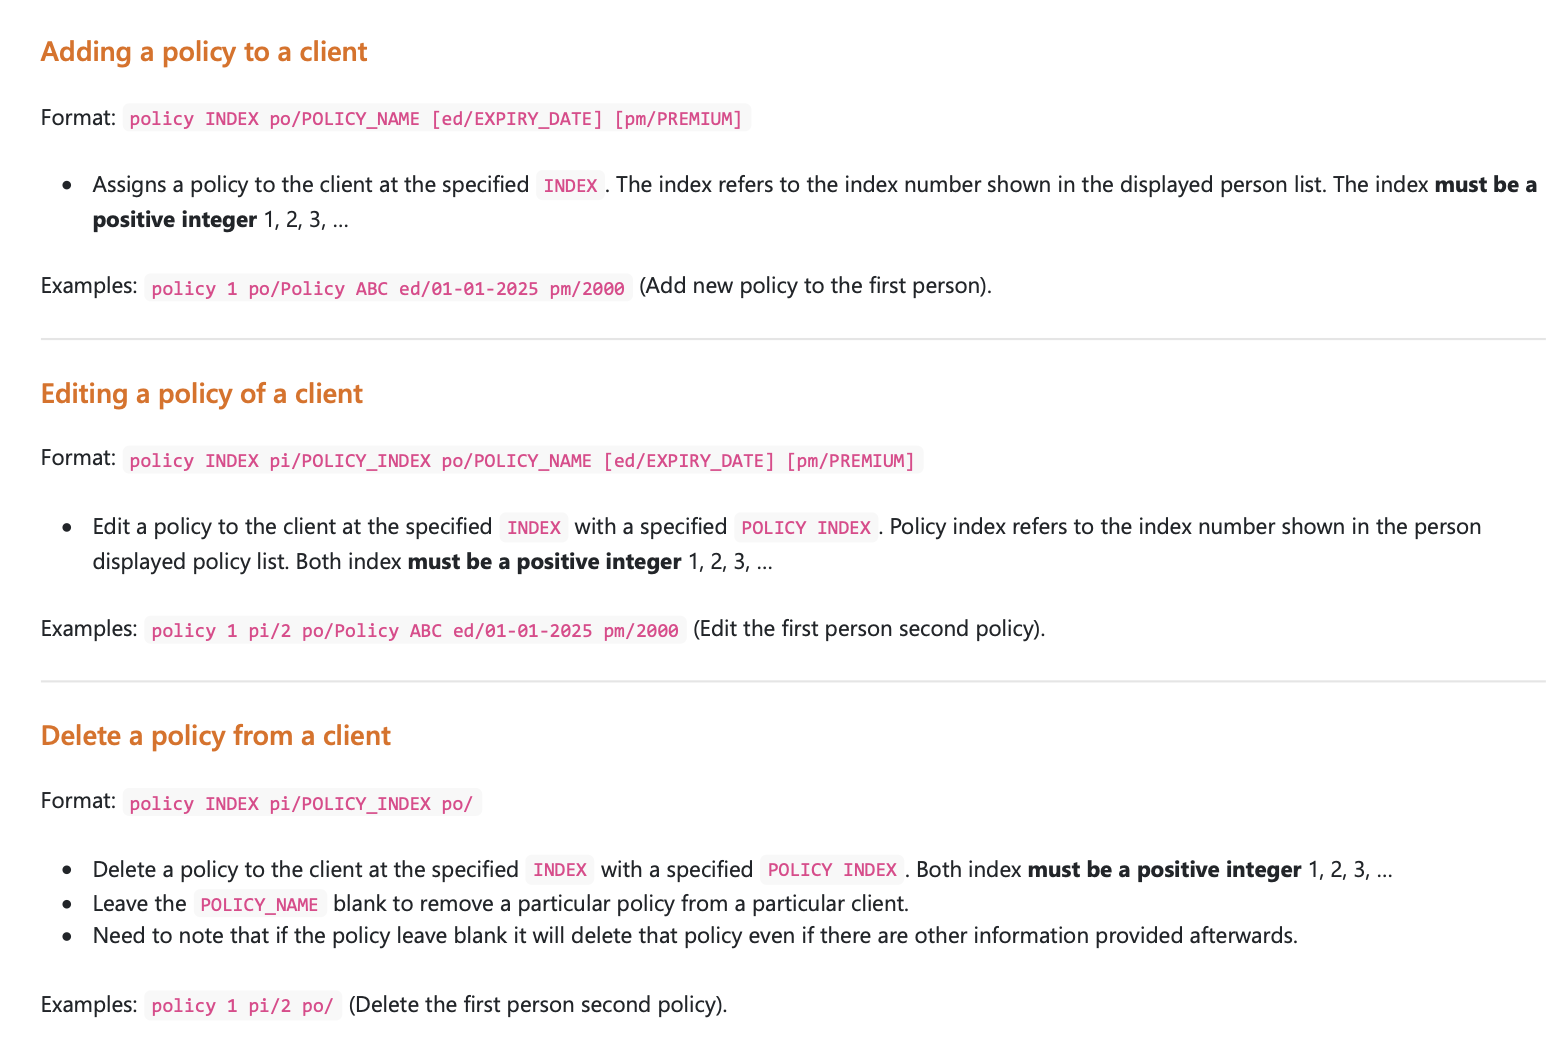 Adding a policy to a client
Format: policy INDEX po/POLICY_NAME [ed/EXPIRY_DATE] [pm/PREMIUM]
• Assigns a policy to the client at the specified INDEX. The index refers to the index number shown in the displayed person list. The index must be a
positive integer 1, 2, 3, …
Examples: policy 1 po/Policy ABC ed/01-01-2025 pm/2000 (Add new policy to the first person).
Editing a policy of a client
Format: policy INDEX pi/POLICY_INDEX po/POLICY_NAME [ed/EXPIRY_DATE] [pm/PREMIUM]
• Edit a policy to the client at the specified INDEX with a specified POLICY INDEX. Policy index refers to the index number shown in the person
displayed policy list. Both index must be a positive integer 1, 2, 3, …
Examples: policy 1 pi/2 po/Policy ABC ed/01-01-2025 pm/2000 (Edit the first person second policy).
Delete a policy from a client
Format: policy INDEX pi/POLICY_INDEX po/
• Delete a policy to the client at the specified INDEX with a specified POLICY INDEX. Both index must be a positive integer 1, 2, 3, …
• Leave the POLICY_NAME blank to remove a particular policy from a particular client.
• Need to note that if the policy leave blank it will delete that policy even if there are other information provided afterwards.
Examples: policy 1 pi/2 po/ (Delete the first person second policy).